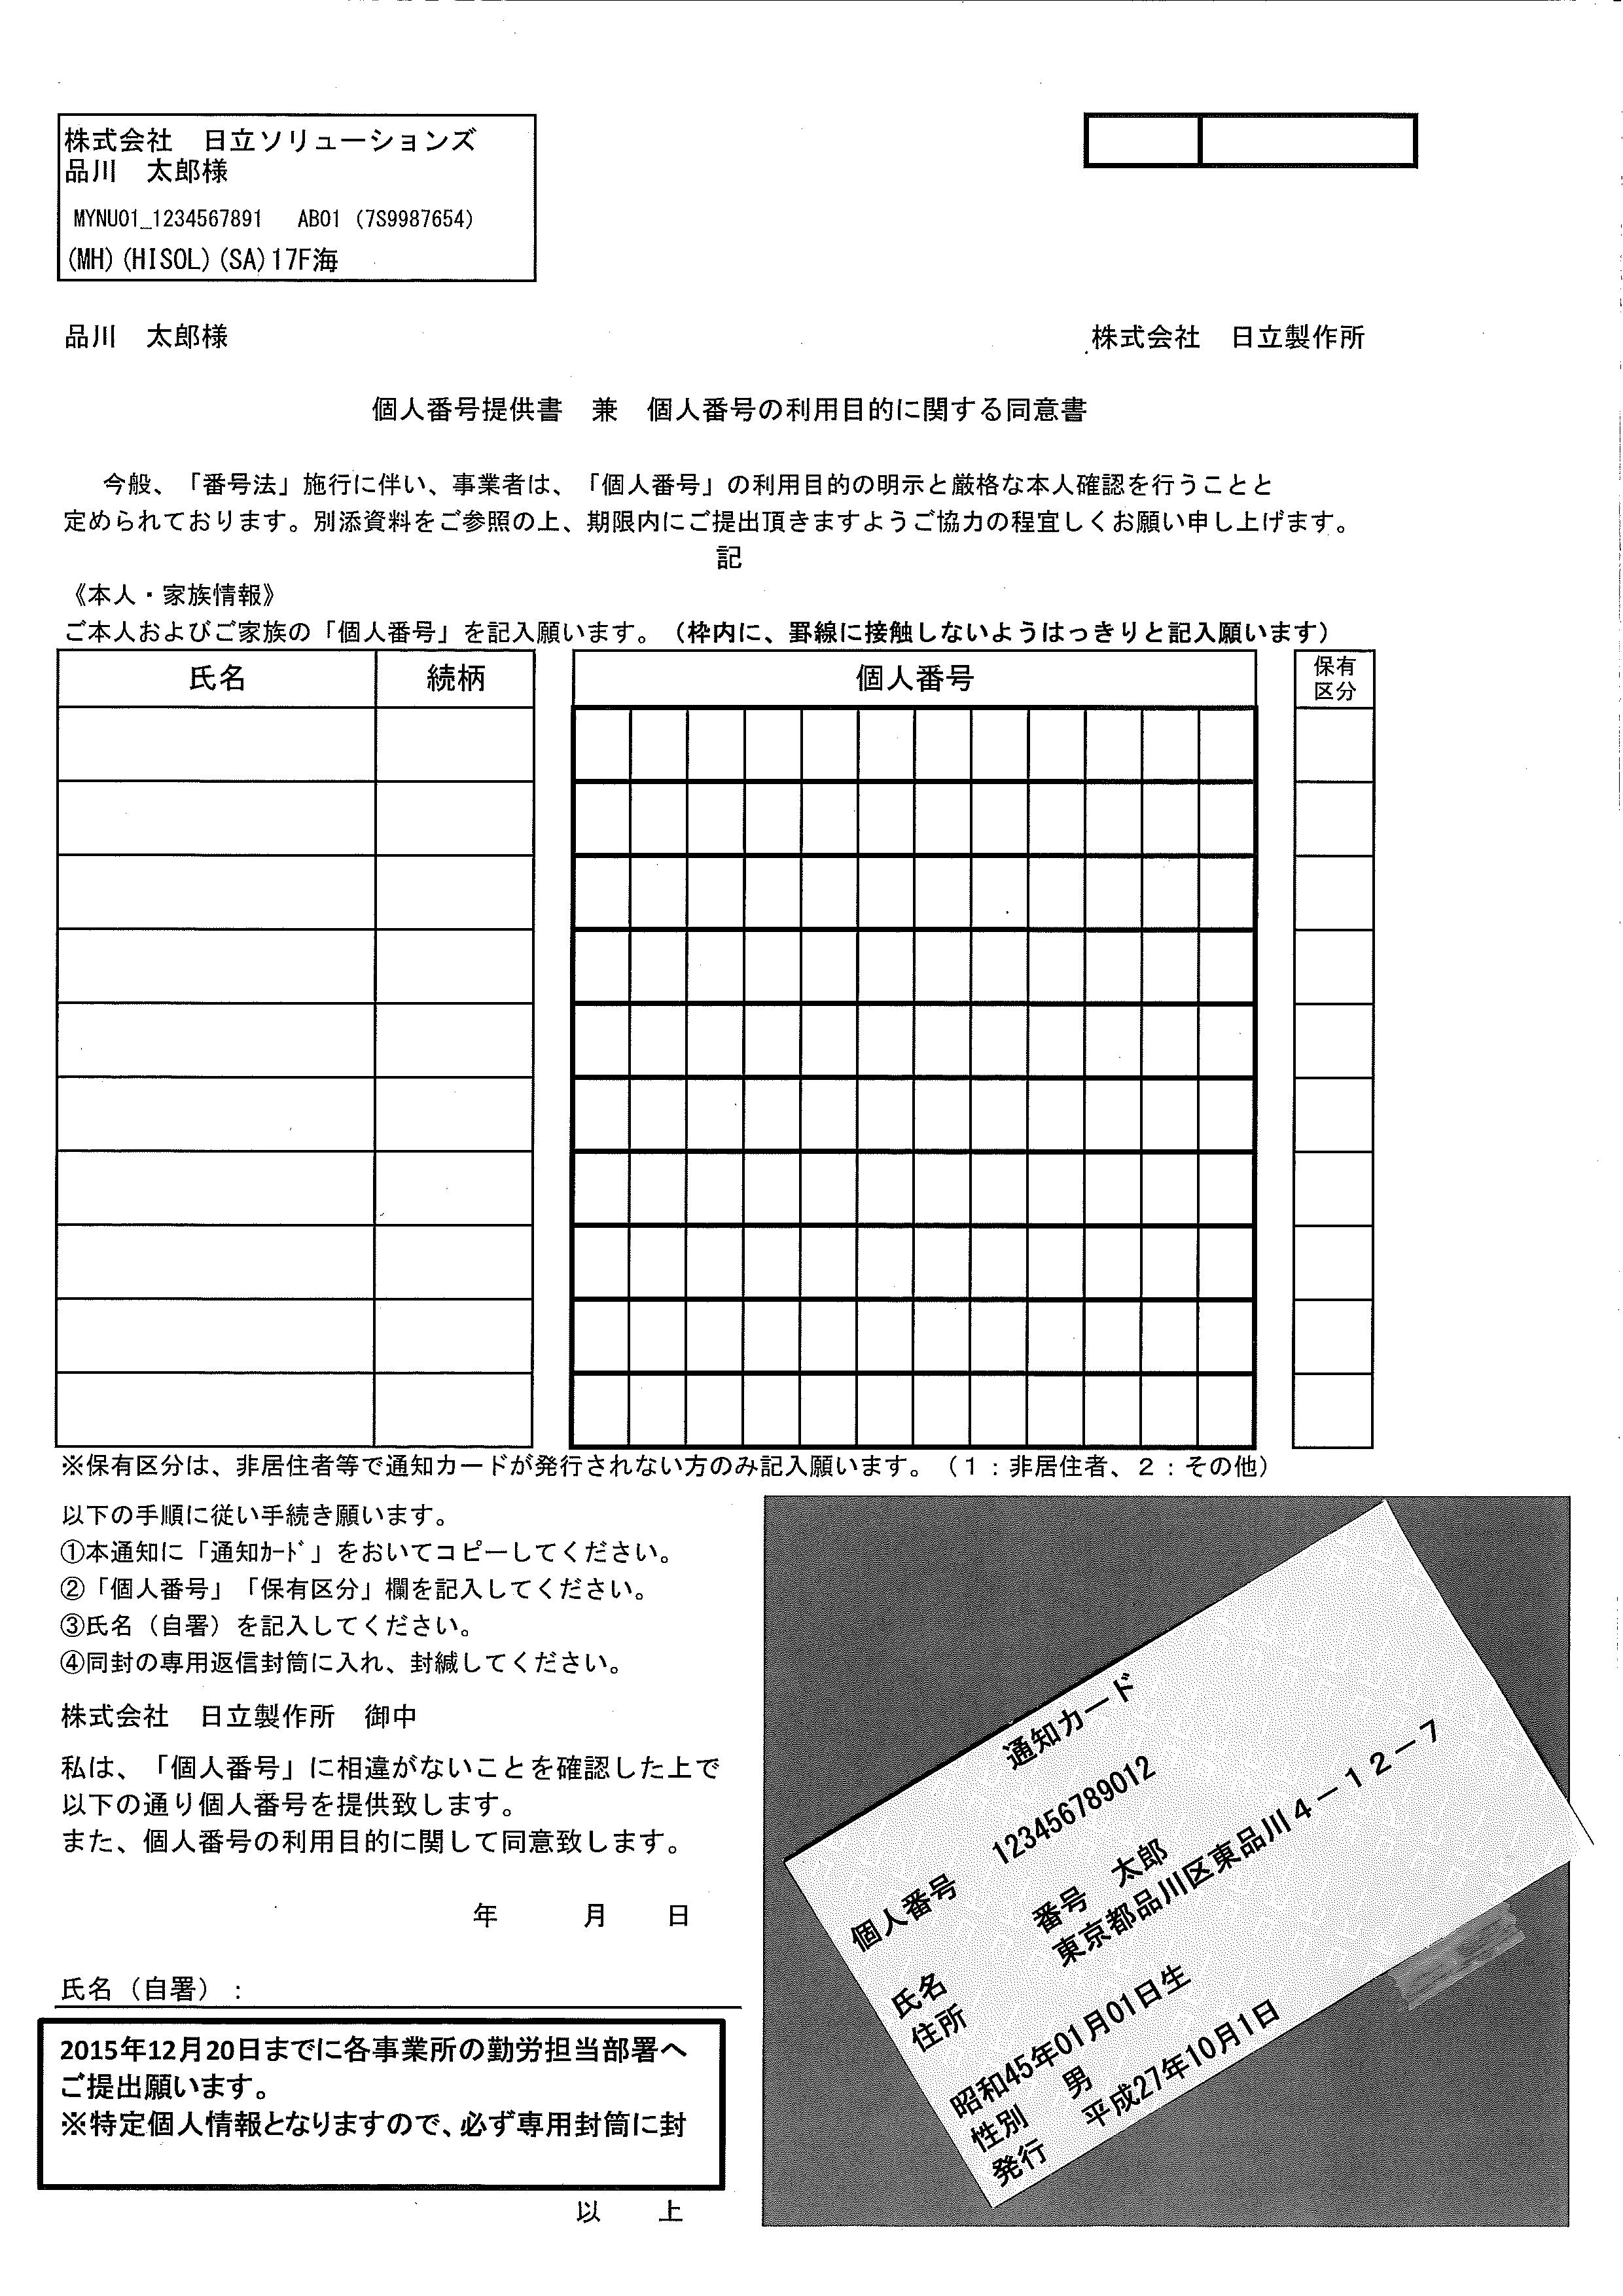 株式会社　日立ソリューションズ
品川　太郎様
MYNU01_1234567891　AB01 (7S9987654)
(MH)(HISOL)(SA)17F海
品川　太郎様
株式会社　日立製作所
個人番号提供書　兼　個人番号の利用目的に関する同意書
今般、「番号法」施行に伴い、事業者は、「個人番号」の利用目的の明示と厳格な本人確認を行うことと
定められております。別添資料をご参照の上、期限内にご提出頂きますようご協力の程宜しくお願い申し上げます。
記
《本人・家族情報》
ご本人およびご家族の「個人番号」を記入願います。（枠内に、罫線に接触しないようはっきりと記入願います）
氏名　続柄　個人番号　保有
区分
※保有区分は、非居住者等で通知カードが発行されない方のみ記入願います。（１：非居住者、２：その他）
以下の手順に従い手続き願います。
①本通知に「通知ｶｰﾄﾞ」をおいてコピーしてください。
②「個人番号」「保有区分」欄を記入してください。
③氏名（自署）を記入してください。
④同封の専用返信封筒に入れ、封緘してください。
株式会社　日立製作所　御中
私は、「個人番号」に相違がないことを確認した上で
以下の通り個人番号を提供致します。
また、個人番号の利用目的に関して同意致します。
年　月　日
氏名（自署）：
2015年12月20日までに各事業所の勤労担当部署へ
ご提出願います。
※特定個人情報となりますので、必ず専用封筒に封
以　上
通知カード
個人番号　123456789012
氏名　番号　太郎
住所　東京都品川区東品川４－１２－７
昭和45年01月01日生
性別　男
発行　平成27年10月1日